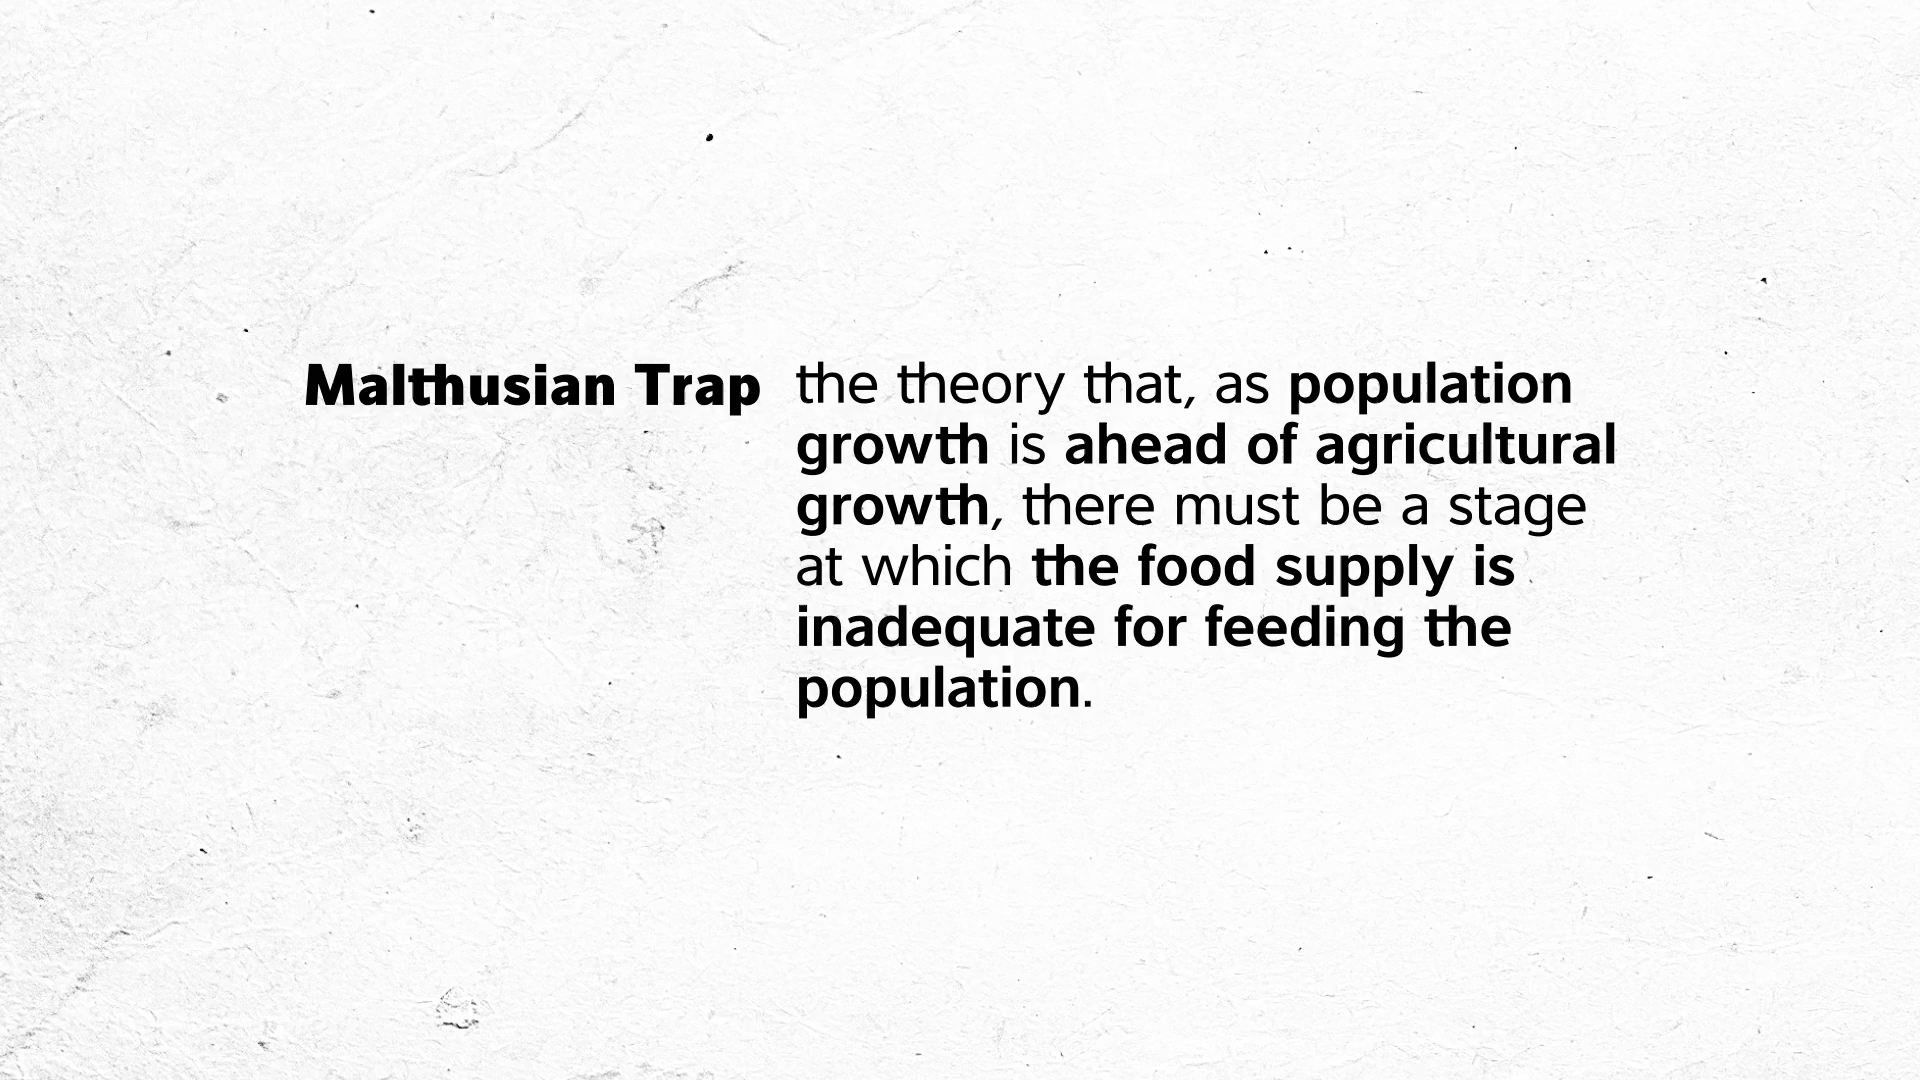 Malthusian Trap the theory that, as population
growth is ahead of agricultural
growth, there must be a stage
at which the food supply is
inadequate for feeding the
population.